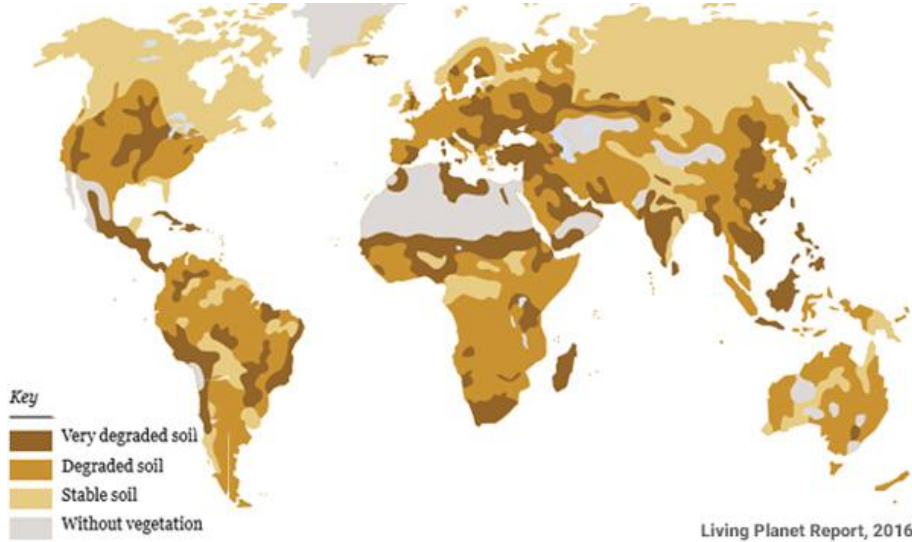 Key
Very degraded soil
Degraded soil
Stable soil
Without vegetation
Living Planet Report, 2016